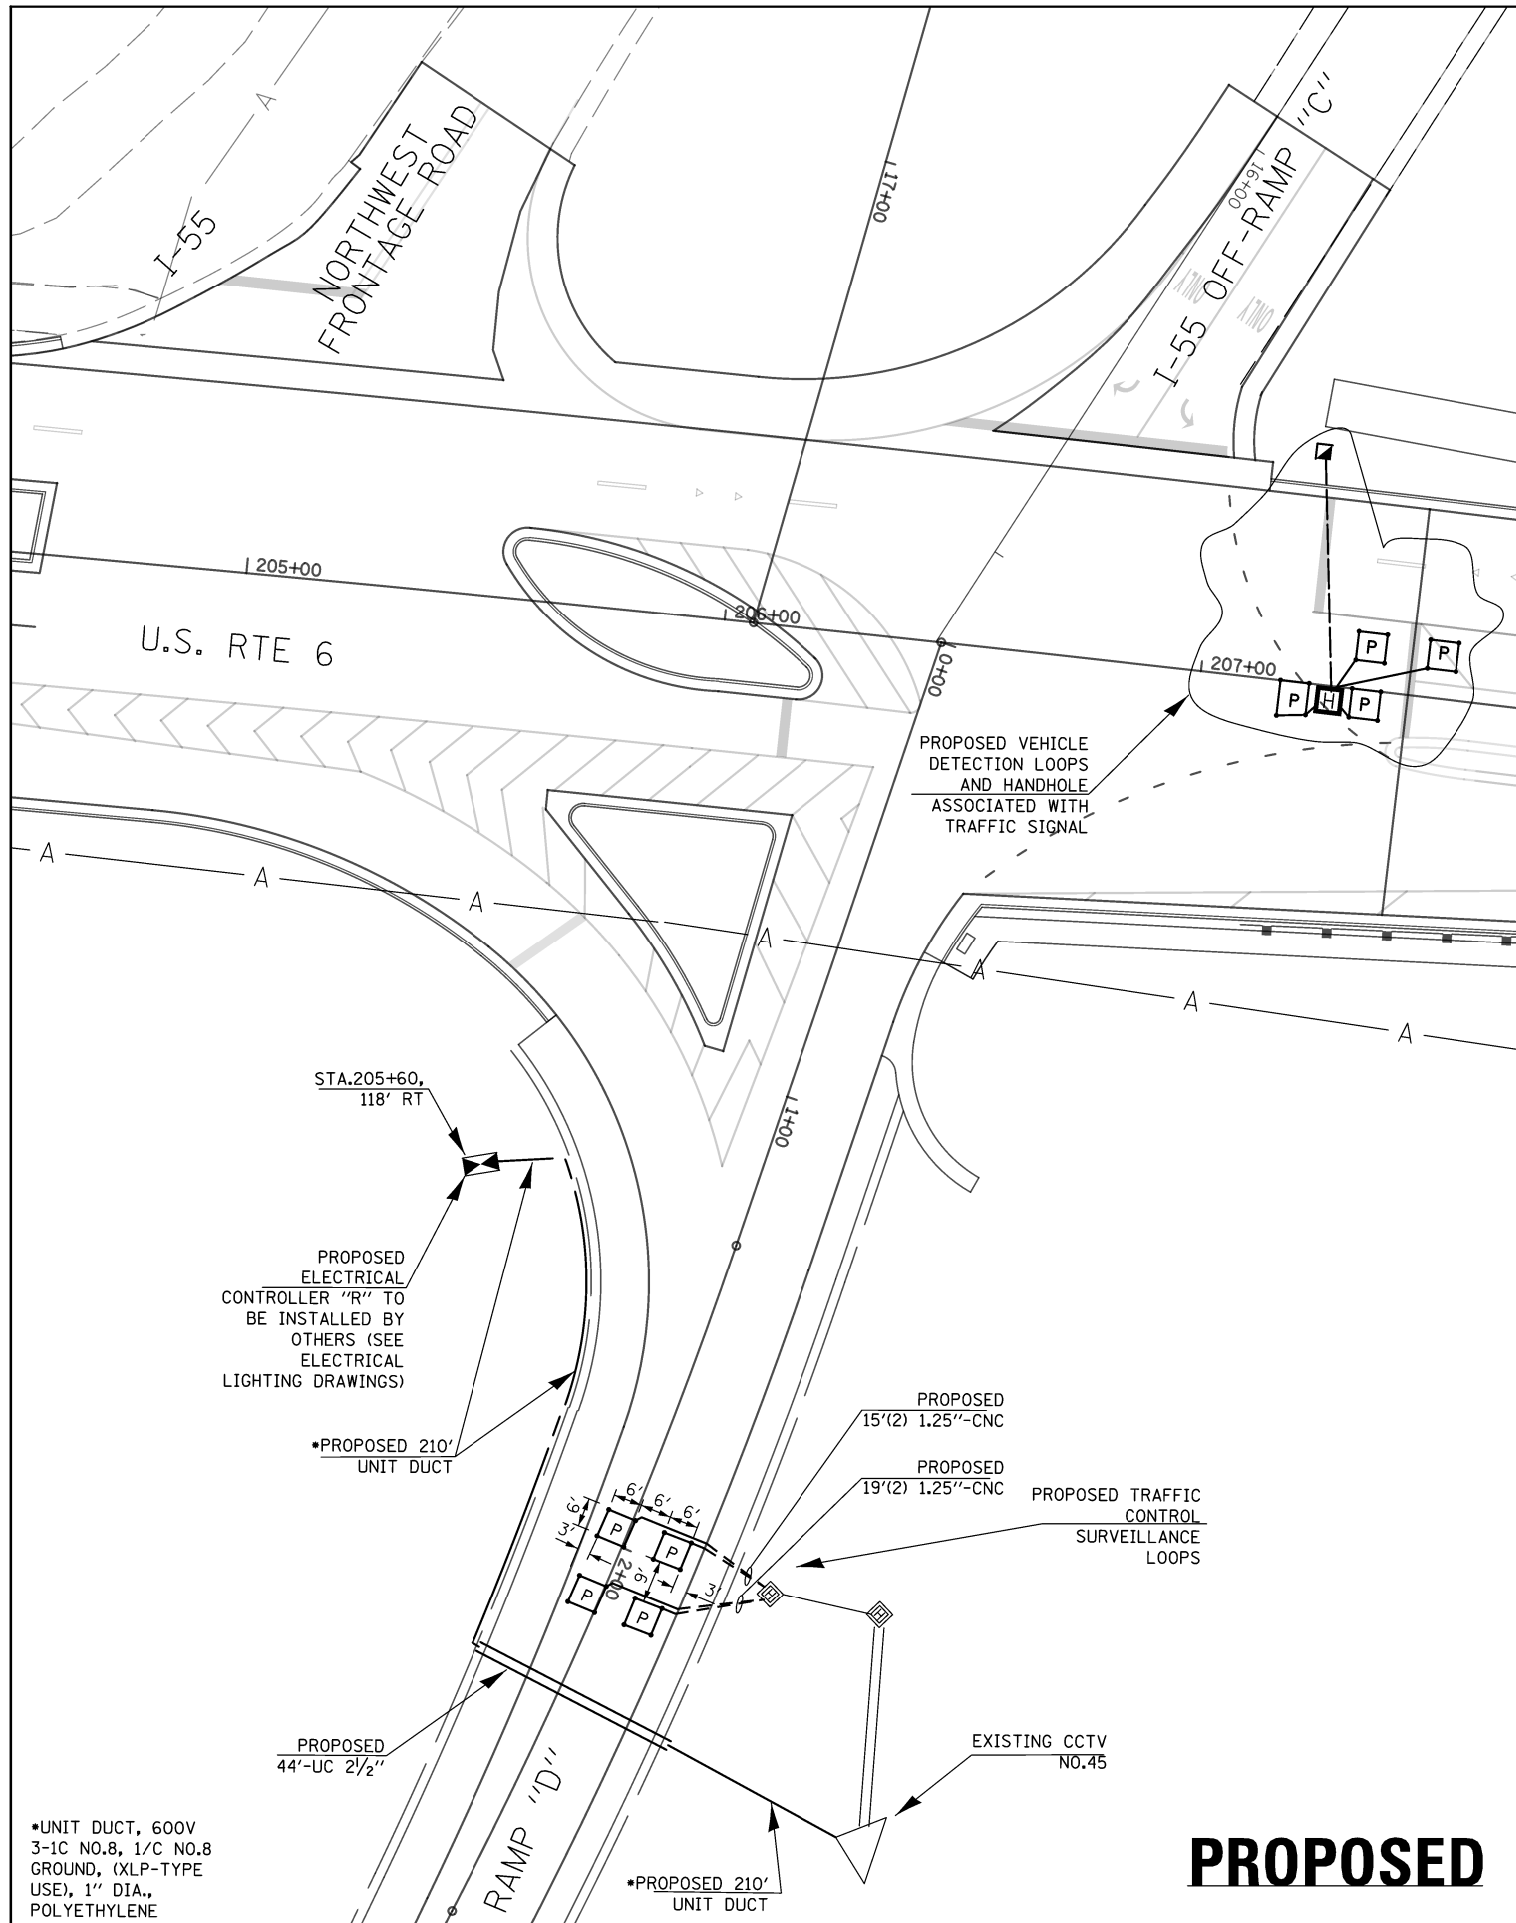 A
I-55
NORTHWEST
FRONTAGE ROAD
17+00
16+00
I-55 OFF-RAMP "C"
ONLY
ONLY
205+00
206+00
207+00
0+00
U.S. RTE 6
P
P
P
H
P
PROPOSED VEHICLE
DETECTION LOOPS
AND HANDHOLE
ASSOCIATED WITH
TRAFFIC SIGNAL
A
A
A
A
A
A
A
STA.205+60,
118' RT
1+00
PROPOSED
ELECTRICAL
CONTROLLER "R" TO
BE INSTALLED BY
OTHERS (SEE
ELECTRICAL
LIGHTING DRAWINGS)
*PROPOSED 210'
UNIT DUCT
PROPOSED
15'(2) 1.25"-CNC
PROPOSED
19'(2) 1.25"-CNC
PROPOSED TRAFFIC
CONTROL
SURVEILLANCE
LOOPS
6'
6'
6'
6'
3'
P
P
2+00
6'
3'
P
P
H
H
PROPOSED
44'-UC 2½"
EXISTING CCTV
NO.45
RAMP "D"
*PROPOSED 210'
UNIT DUCT
*UNIT DUCT, 600V
3-1C NO.8, 1/C NO.8
GROUND, (XLP-TYPE
USE), 1" DIA.,
POLYETHYLENE
PROPOSED